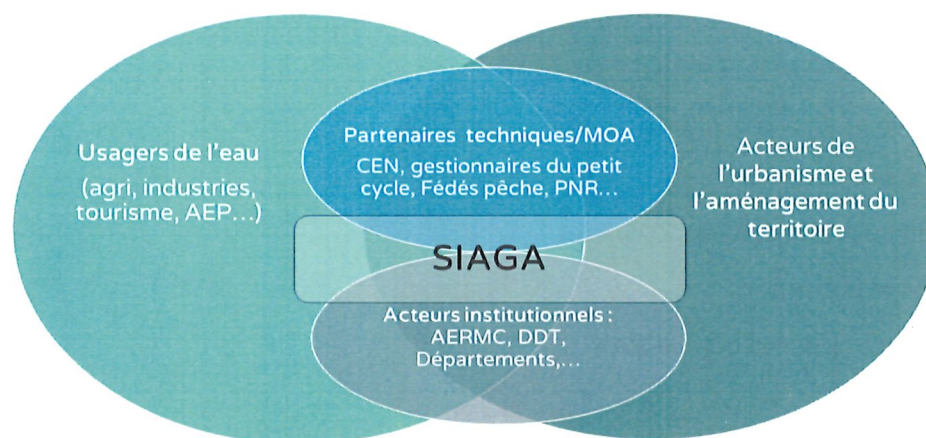 Usagers de l'eau
(agri, industries,
tourisme, AEP...)
Partenaires techniques/MOA
CEN, gestionnaires du petit
cycle, Fédés pêche, PNR...
SIAGA
Acteurs institutionnels :
AERMC, DDT,
Départements,...
Acteurs de
l'urbanisme et
l'aménagement du
territoire